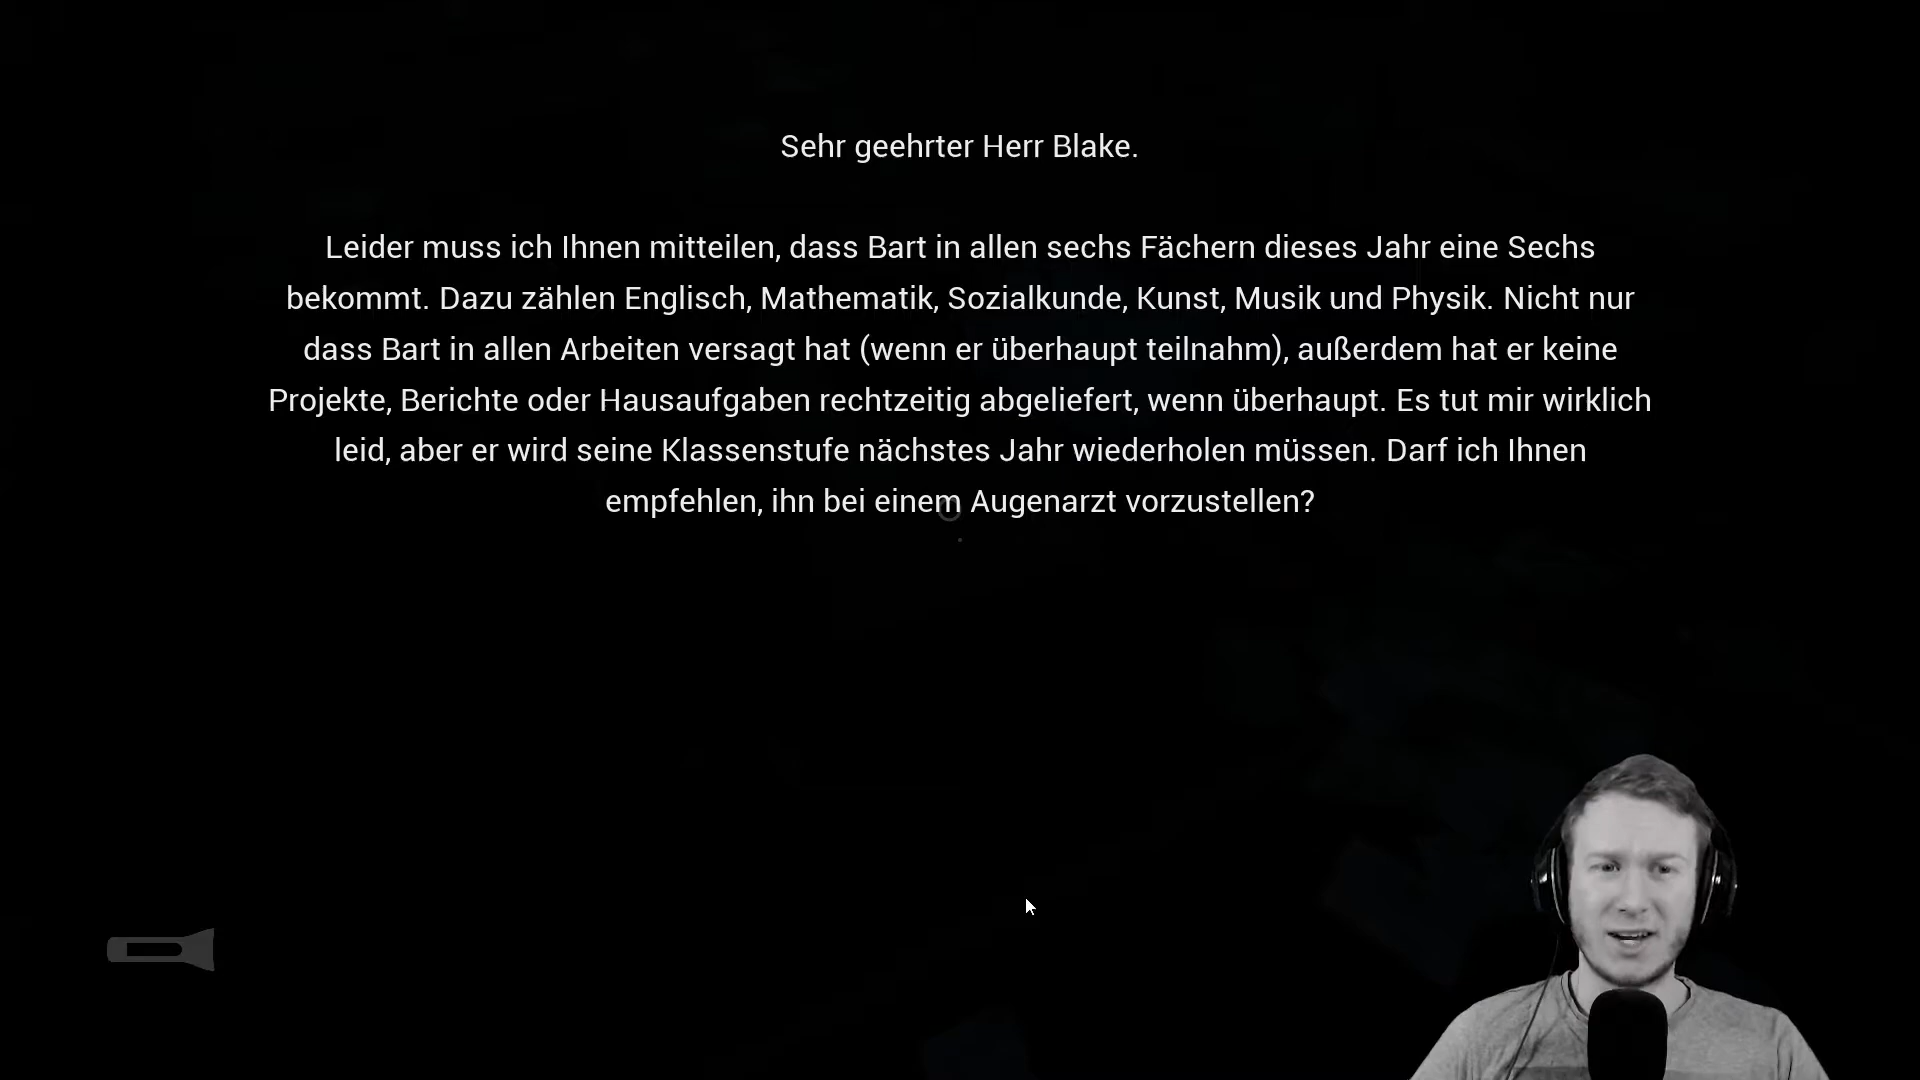 Sehr geehrter Herr Blake.
Leider muss ich Ihnen mitteilen, dass Bart in allen sechs Fächern dieses Jahr eine Sechs
bekommt. Dazu zählen Englisch, Mathematik, Sozialkunde, Kunst, Musik und Physik. Nicht nur
dass Bart in allen Arbeiten versagt hat (wenn er überhaupt teilnahm), außerdem hat er keine
Projekte, Berichte oder Hausaufgaben rechtzeitig abgeliefert, wenn überhaupt. Es tut mir wirklich
leid, aber er wird seine Klassenstufe nächstes Jahr wiederholen müssen. Darf ich Ihnen
empfehlen, ihn bei einem Augenarzt vorzustellen?